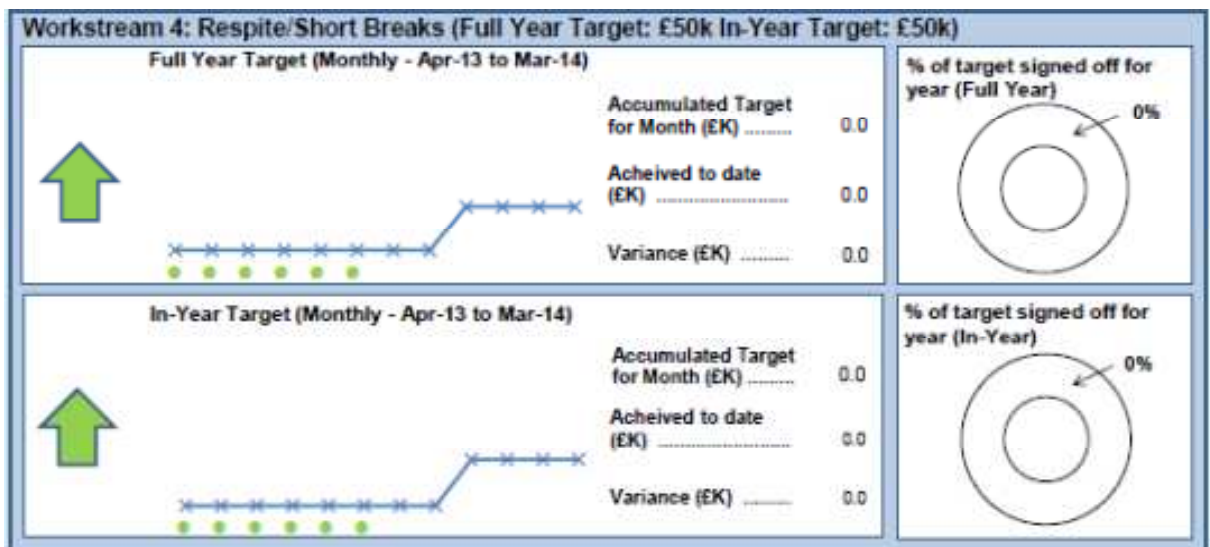 Workstream 4: Respite/Short Breaks (Full Year Target: £50k In-Year Target: £50k)
Full Year Target (Monthly - Apr-13 to Mar-14)
Accumulated Target
for Month (£K) ......... 0.0
Acheived to date
(£K) ........................... 0.0
Variance (£K) .......... 0.0
% of target signed off for
year (Full Year)
0%
In-Year Target (Monthly - Apr-13 to Mar-14)
Accumulated Target
for Month (£K) ......... 0.0
Acheived to date
(£K) ........................... 0.0
Variance (£K) .......... 0.0
% of target signed off for
year (In-Year)
0%